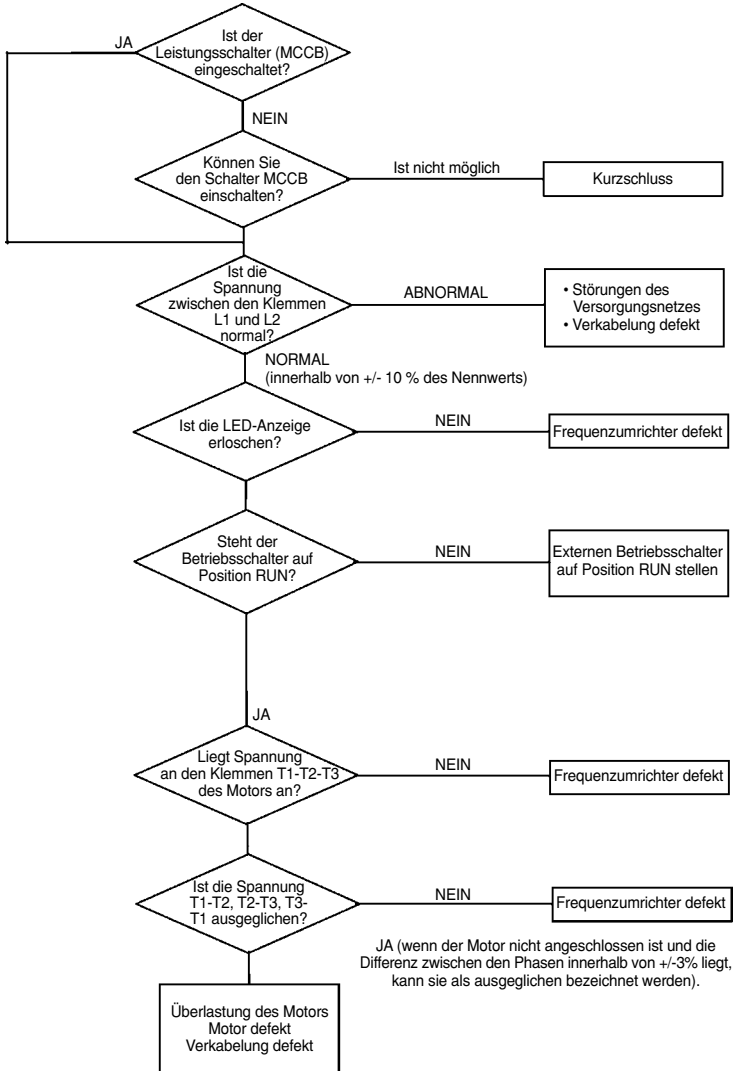 Ist der
Leistungsschalter (MCCB)
eingeschaltet?
JA
NEIN
Können Sie
den Schalter MCCB
einschalten?
Ist nicht möglich
Kurzschluss
Ist die
Spannung
zwischen den Klemmen
L1 und L2
normal?
ABNORMAL
• Störungen des
Versorgungsnetzes
• Verkabelung defekt
NORMAL
(innerhalb von +/- 10 % des Nennwerts)
Ist die LED-Anzeige
erloschen?
NEIN
Frequenzumrichter defekt
Steht der
Betriebsschalter auf
Position RUN?
NEIN
Externen Betriebsschalter
auf Position RUN stellen
JA
Liegt Spannung
an den Klemmen T1-T2-T3
des Motors an?
NEIN
Frequenzumrichter defekt
Ist die Spannung
T1-T2, T2-T3, T3-
T1 ausgeglichen?
NEIN
Frequenzumrichter defekt
JA (wenn der Motor nicht angeschlossen ist und die
Differenz zwischen den Phasen innerhalb von +/-3% liegt,
kann sie als ausgeglichen bezeichnet werden).
Überlastung des Motors
Motor defekt
Verkabelung defekt